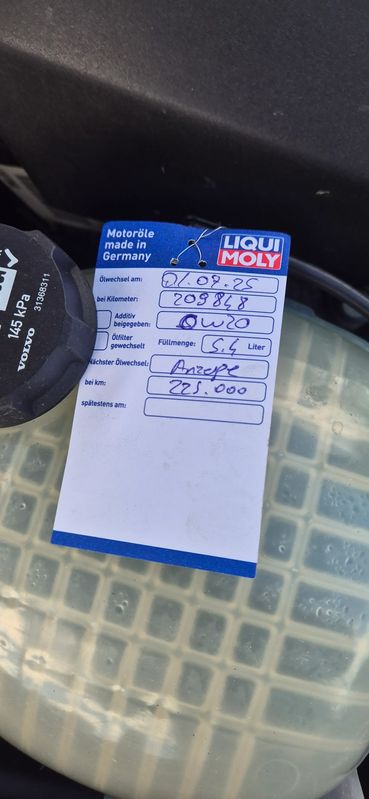 Motoröle
made in
Germany
LIQUI
MOLY
Ölwechsel am: 01.07.25
bei Kilometer: 209848
Additiv
beigegeben: 0W20
Ölfilter
gewechselt
Füllmenge: 5.4 Liter
Nächster Ölwechsel: Anzeige
bei km: 225.000
spätestens am:
145 kPa
VOLVO
31368311